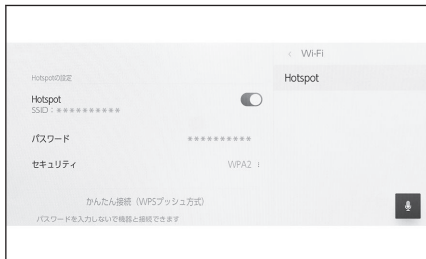 Wi-Fi
Hotspotの設定
Hotspot
Hotspot
SSID：＊＊＊＊＊＊＊＊＊＊
パスワード ＊＊＊＊＊＊＊＊＊＊
セキュリティ WPA2
かんたん接続（WPSプッシュ方式）
パスワードを入力しないで機器と接続できます